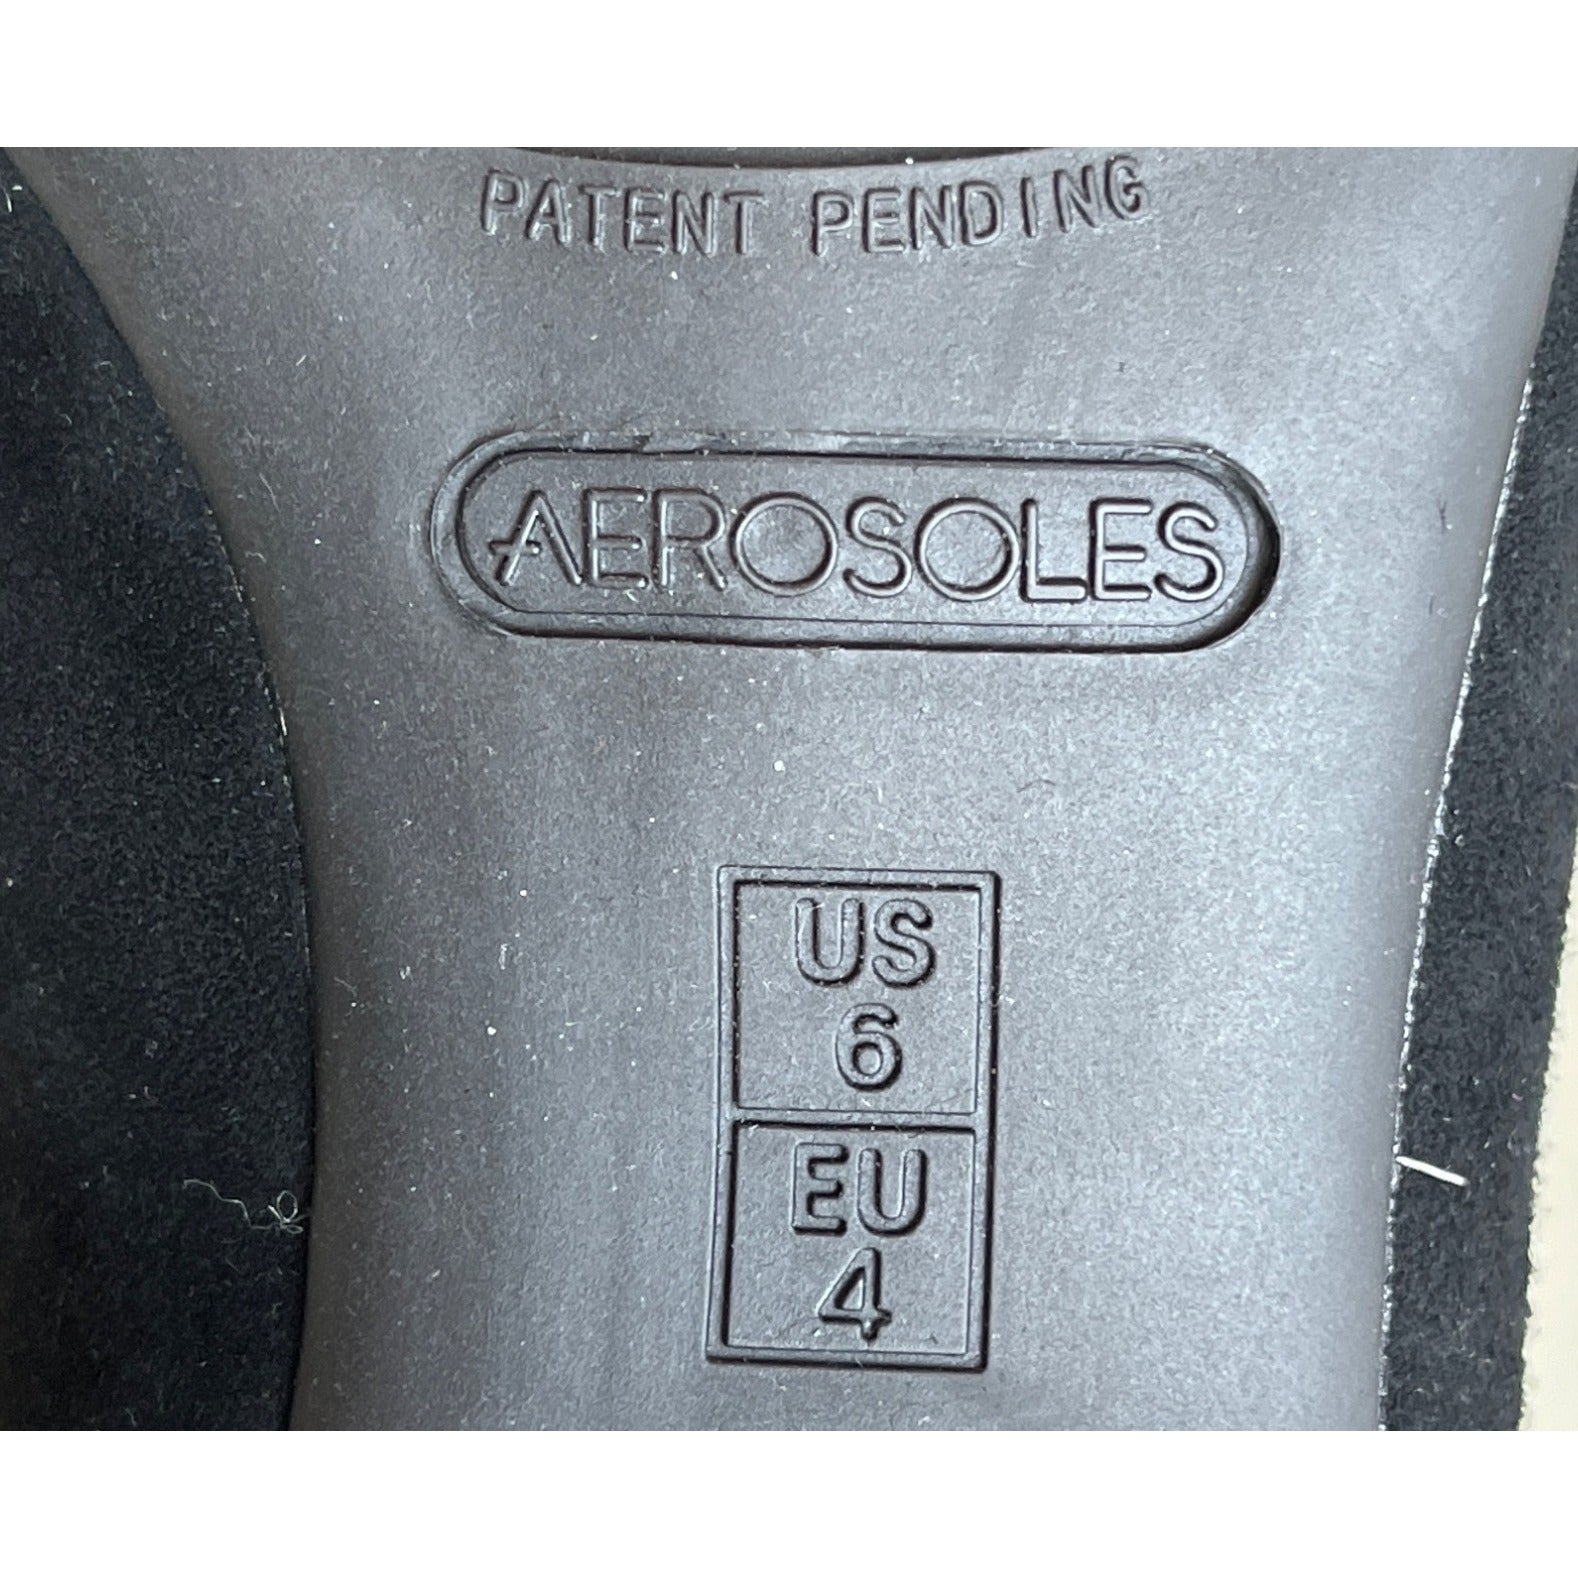 PATENT PENDING
AEROSOLES
US
6
EU
4